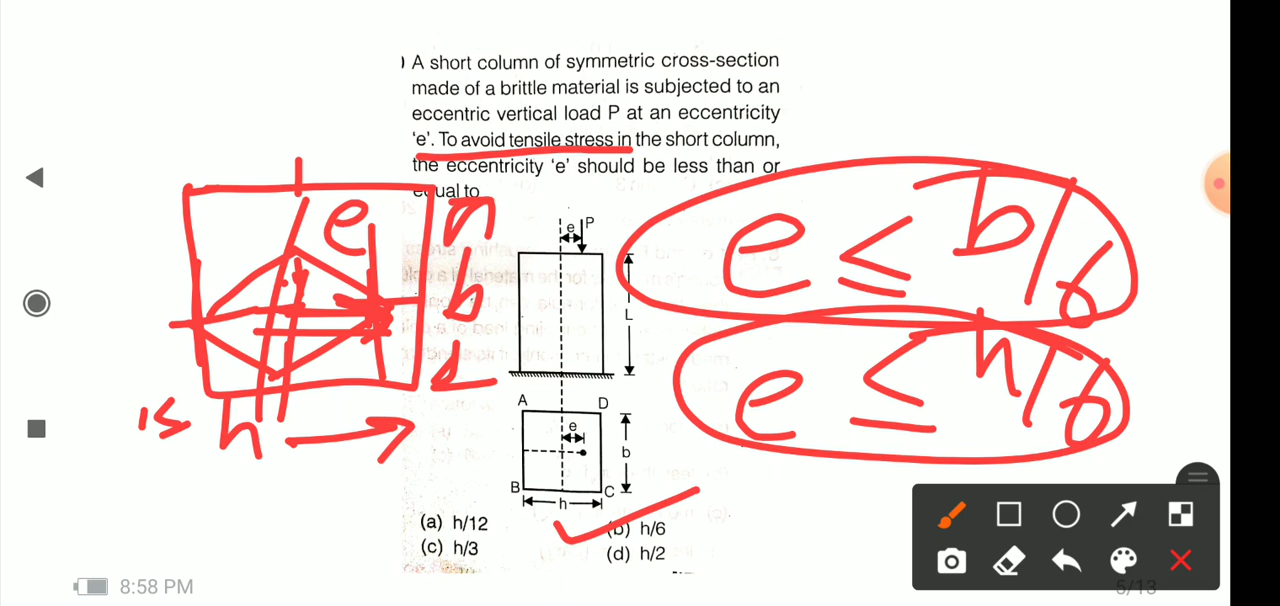 ) A short column of symmetric cross-section
made of a brittle material is subjected to an
eccentric vertical load P at an eccentricity
'e'. To avoid tensile stress in the short column,
the eccentricity 'e' should be less than or
equal to
e P
L
A D
e
b
B C
h
(a) h/12 (b) h/6
(c) h/3 (d) h/2
e
b
h
e ≤ b/6
e ≤ h/6
8:58 PM
5/13